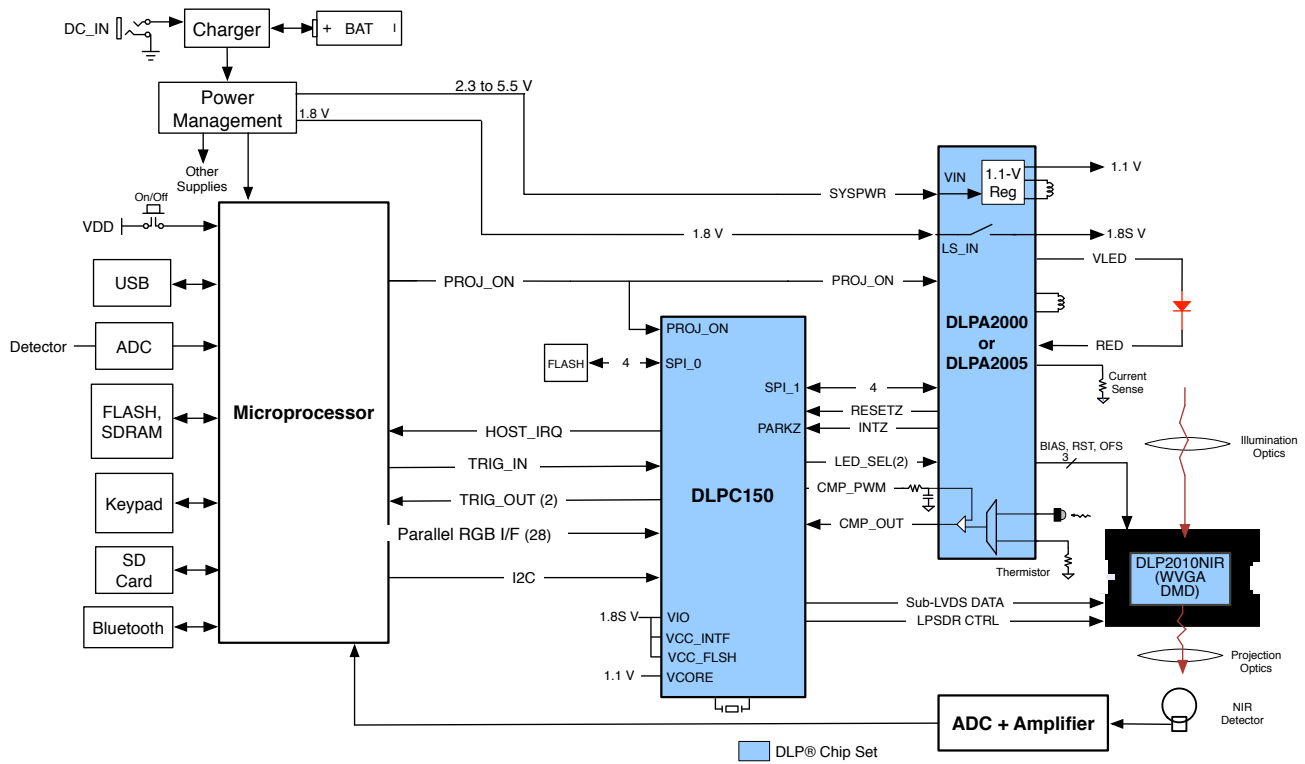 DC_IN
Charger
+ BAT –
Power
Management
2.3 to 5.5 V
1.8 V
Other
Supplies
On/Off
VDD
USB
Detector
ADC
FLASH,
SDRAM
Keypad
SD
Card
Bluetooth
Microprocessor
SYSPWR
1.8 V
PROJ_ON
PROJ_ON
HOST_IRQ
TRIG_IN
TRIG_OUT (2)
Parallel RGB I/F (28)
I2C
FLASH
4
PROJ_ON
SPI_0
SPI_1
PARKZ
DLPC150
1.8S V
VIO
VCC_INTF
VCC_FLSH
1.1 V
VCORE
4
RESETZ
INTZ
LED_SEL(2)
CMP_PWM
CMP_OUT
Sub-LVDS DATA
LPSDR CTRL
VIN
1.1-V
Reg
LS_IN
DLPA2000
or
DLPA2005
1.1 V
1.8S V
VLED
RED
Current
Sense
BIAS, RST, OFS
3
Thermistor
Illumination
Optics
DLP2010NIR
(WVGA
DMD)
Projection
Optics
NIR
Detector
ADC + Amplifier
DLP® Chip Set